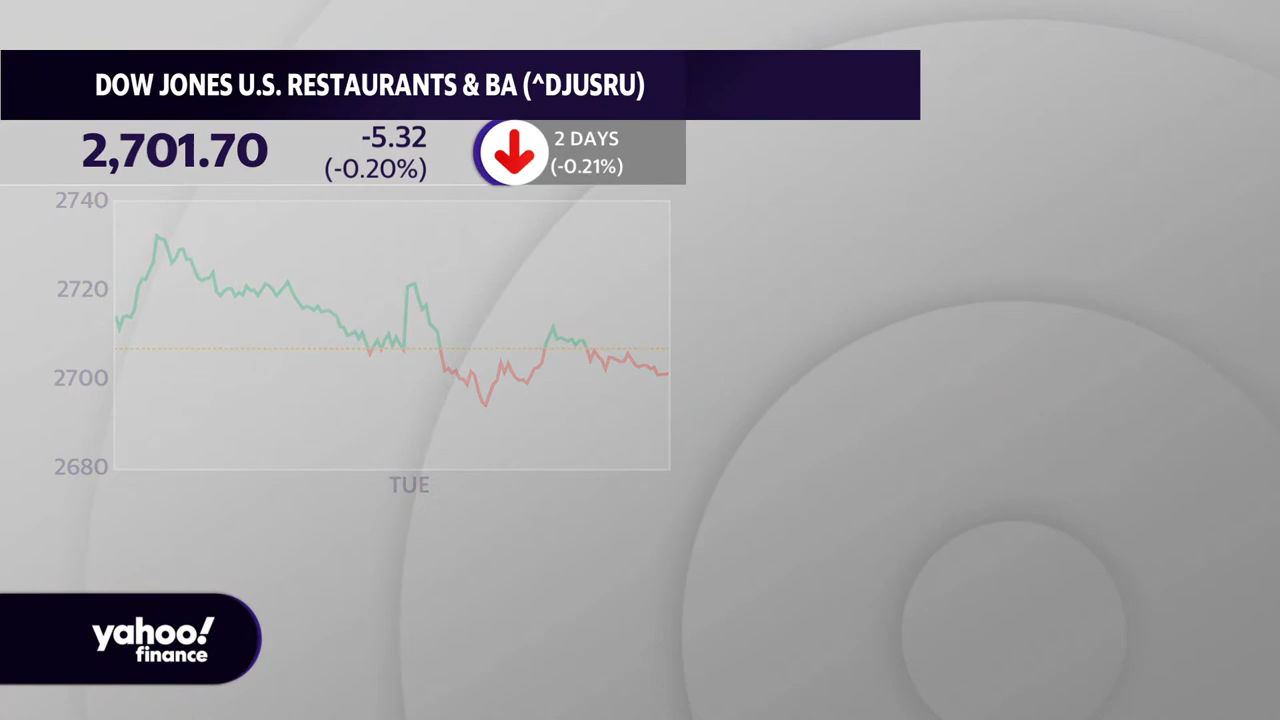 DOW JONES U.S. RESTAURANTS & BA (^DJUSRU)
2,701.70
-5.32
(-0.20%)
2 DAYS
(-0.21%)
2740
2720
2700
2680
TUE
yahoo!
finance